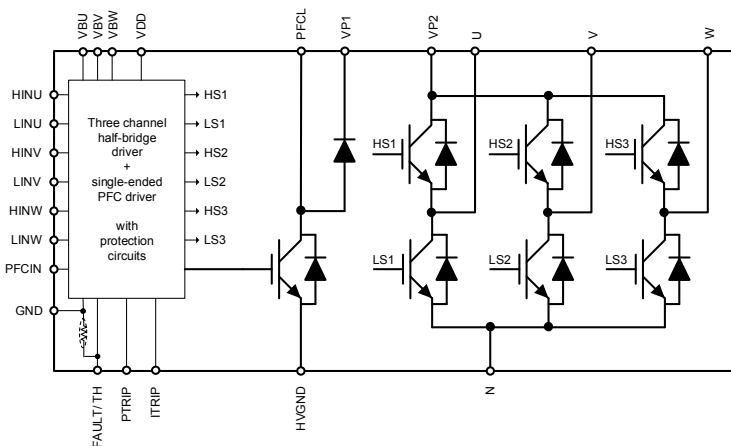 VBU
VBV
VBW
VDD
PFCL
VP1
VP2
U
V
W
HINU
LINU
HINV
LINV
HINW
LINW
PFCIN
GND
Three channel
half-bridge
driver
+
single-ended
PFC driver
with
protection
circuits
HS1
LS1
HS2
LS2
HS3
LS3
HS1
HS2
HS3
LS1
LS2
LS3
FAULT/TH
PTRIP
ITRIP
HVGND
N